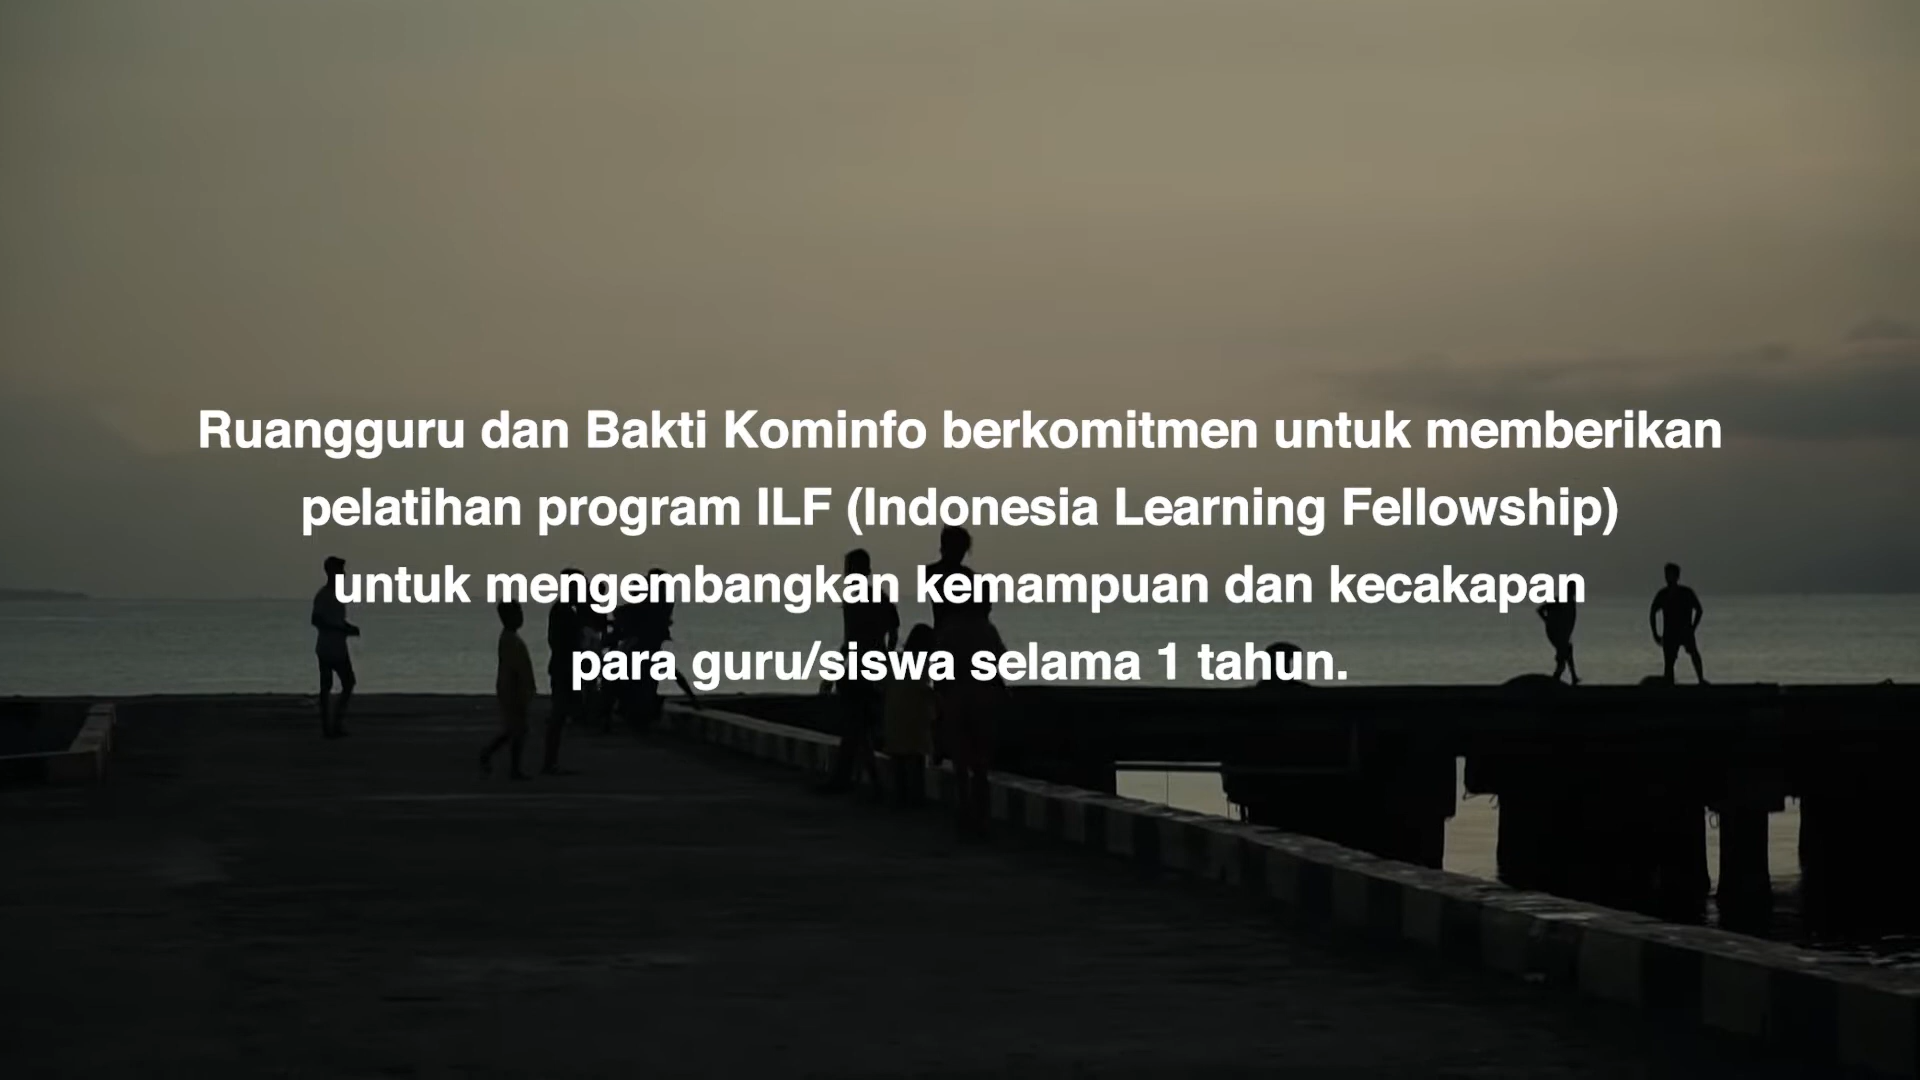 Ruangguru dan Bakti Kominfo berkomitmen untuk memberikan
pelatihan program ILF (Indonesia Learning Fellowship)
untuk mengembangkan kemampuan dan kecakapan
para guru/siswa selama 1 tahun.